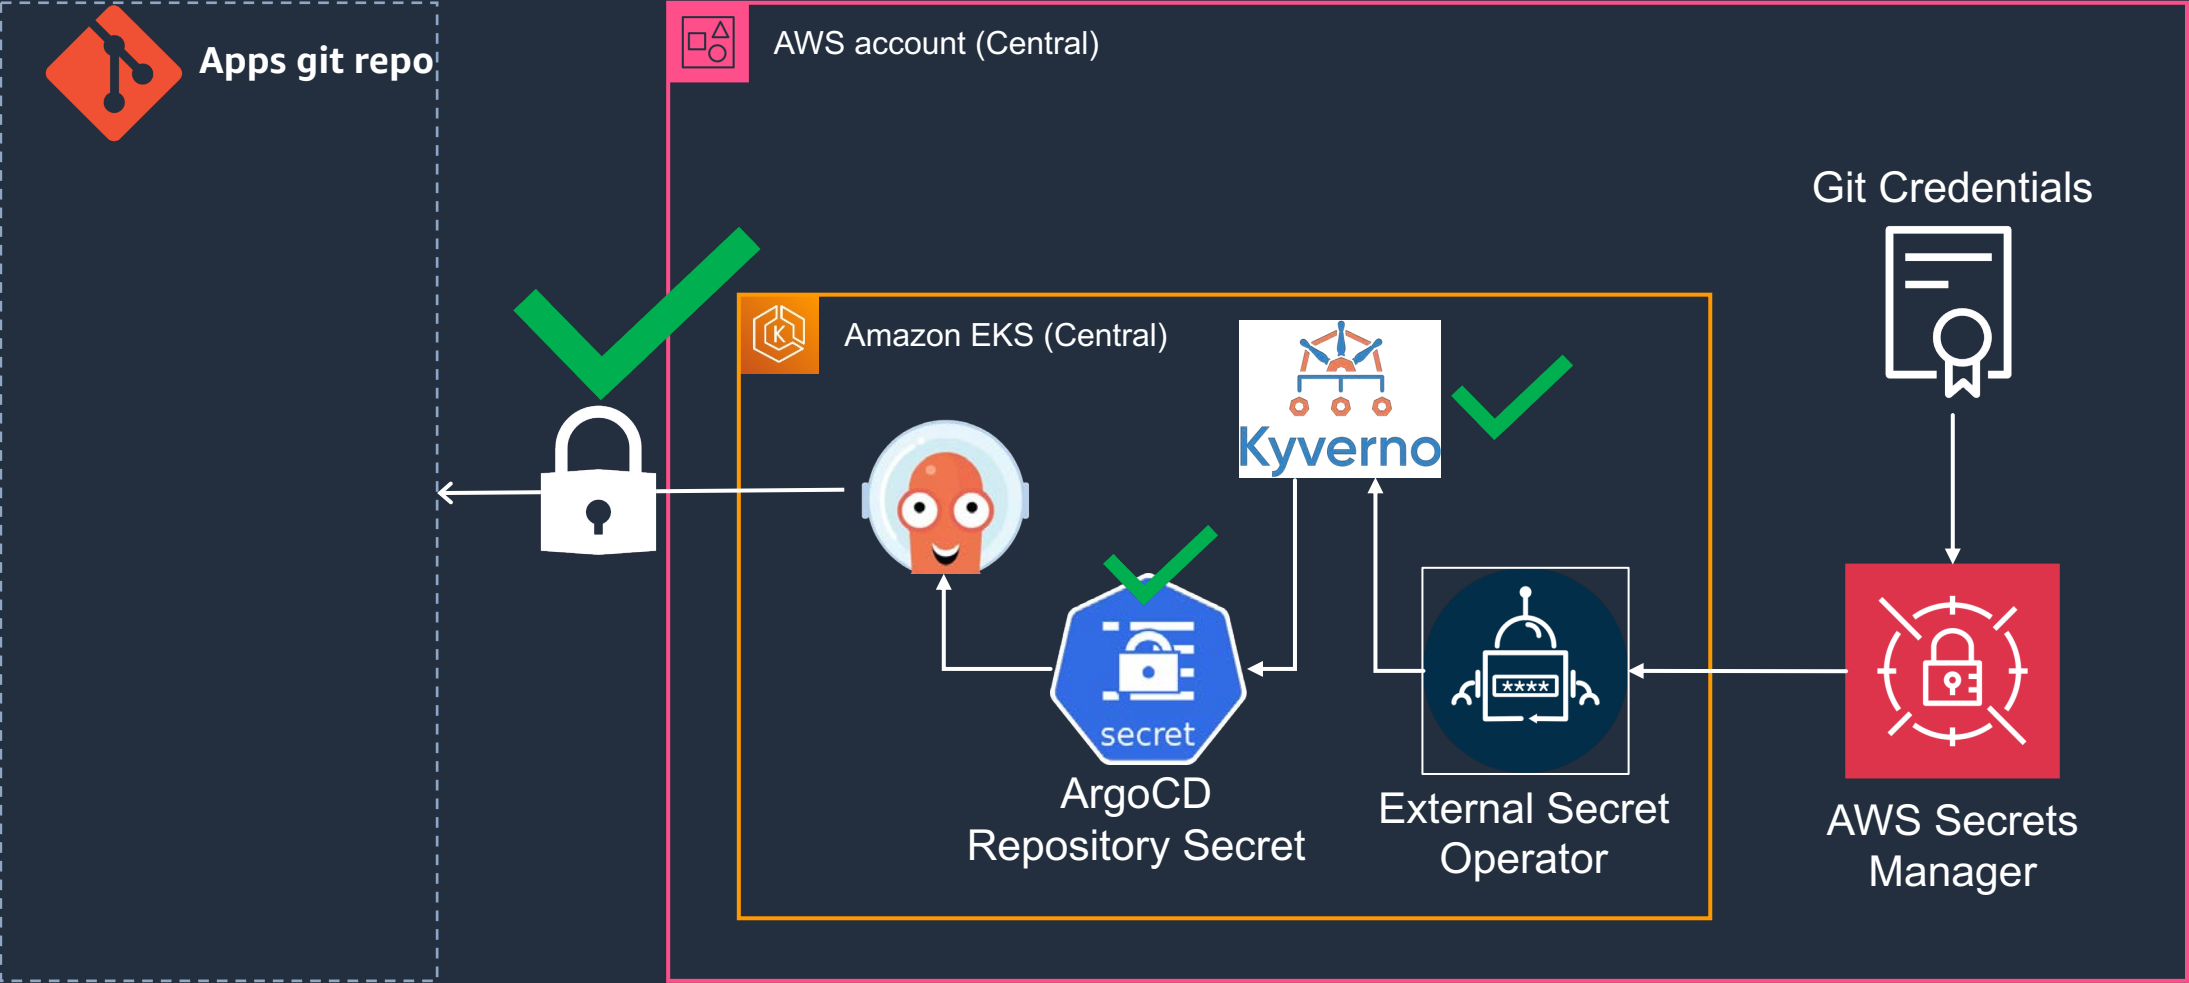 Apps git repo
AWS account (Central)
Git Credentials
Amazon EKS (Central)
K
Kyverno
secret
ArgoCD
Repository Secret
****
External Secret
Operator
AWS Secrets
Manager